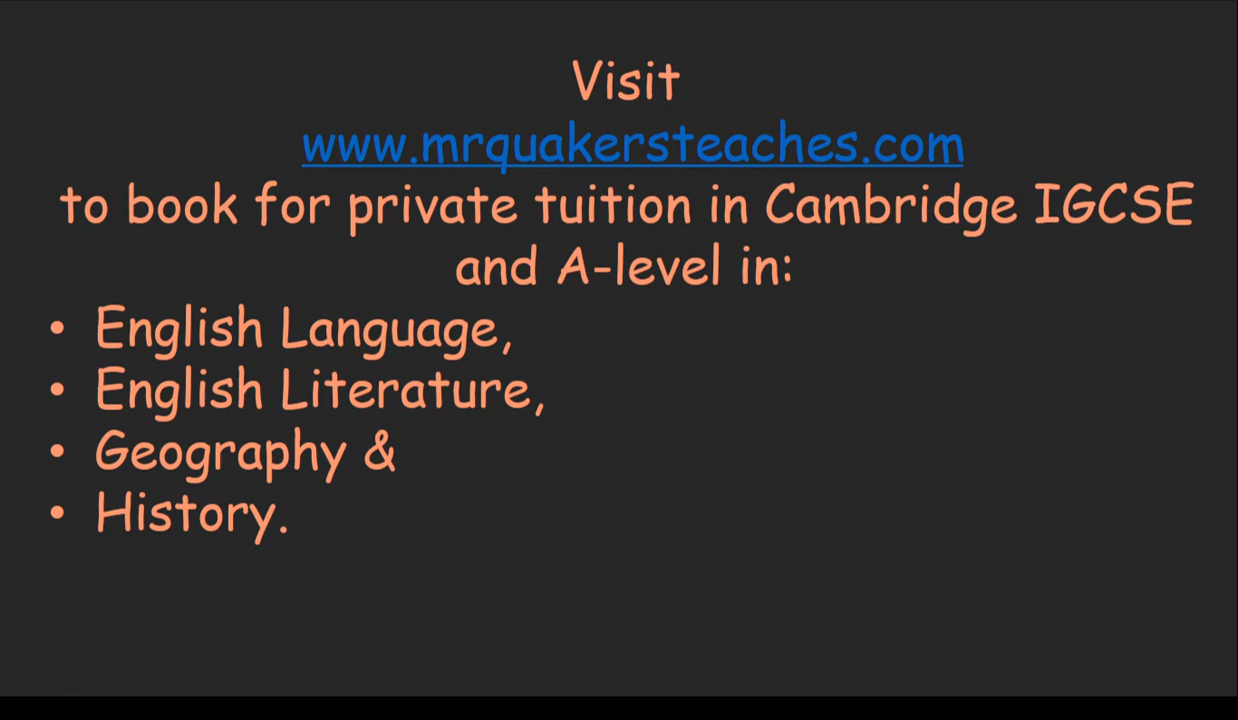 Visit
www.mrquakersteaches.com
to book for private tuition in Cambridge IGCSE
and A-level in:
• English Language,
• English Literature,
• Geography &
• History.